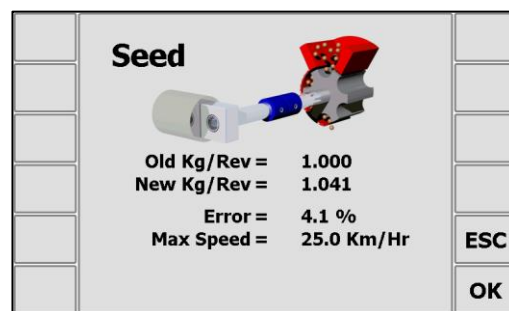 Seed
Old Kg/Rev = 1.000
New Kg/Rev = 1.041
Error = 4.1 %
Max Speed = 25.0 Km/Hr
ESC
OK